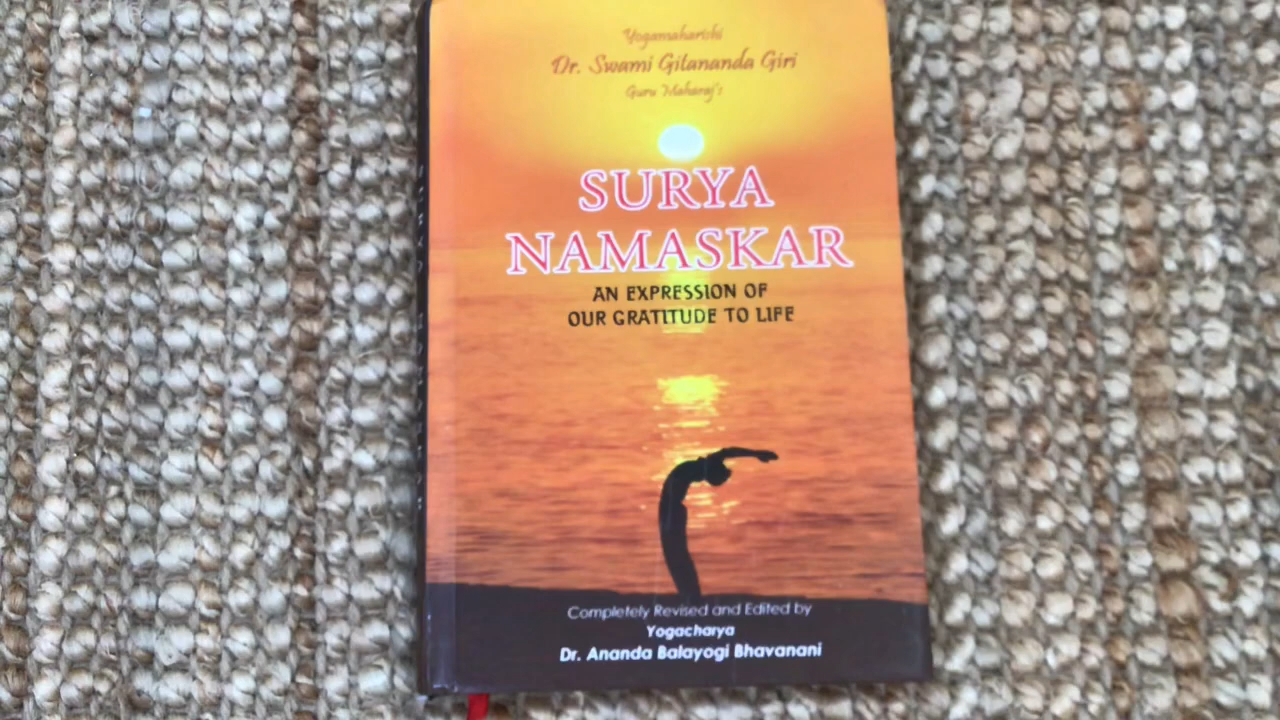 Yogamaharishi
Dr. Swami Gitananda Giri
Guru Maharaj's
SURYA
NAMASKAR
AN EXPRESSION OF
OUR GRATITUDE TO LIFE
Completely Revised and Edited by
Yogacharya
Dr. Ananda Balayogi Bhavanani